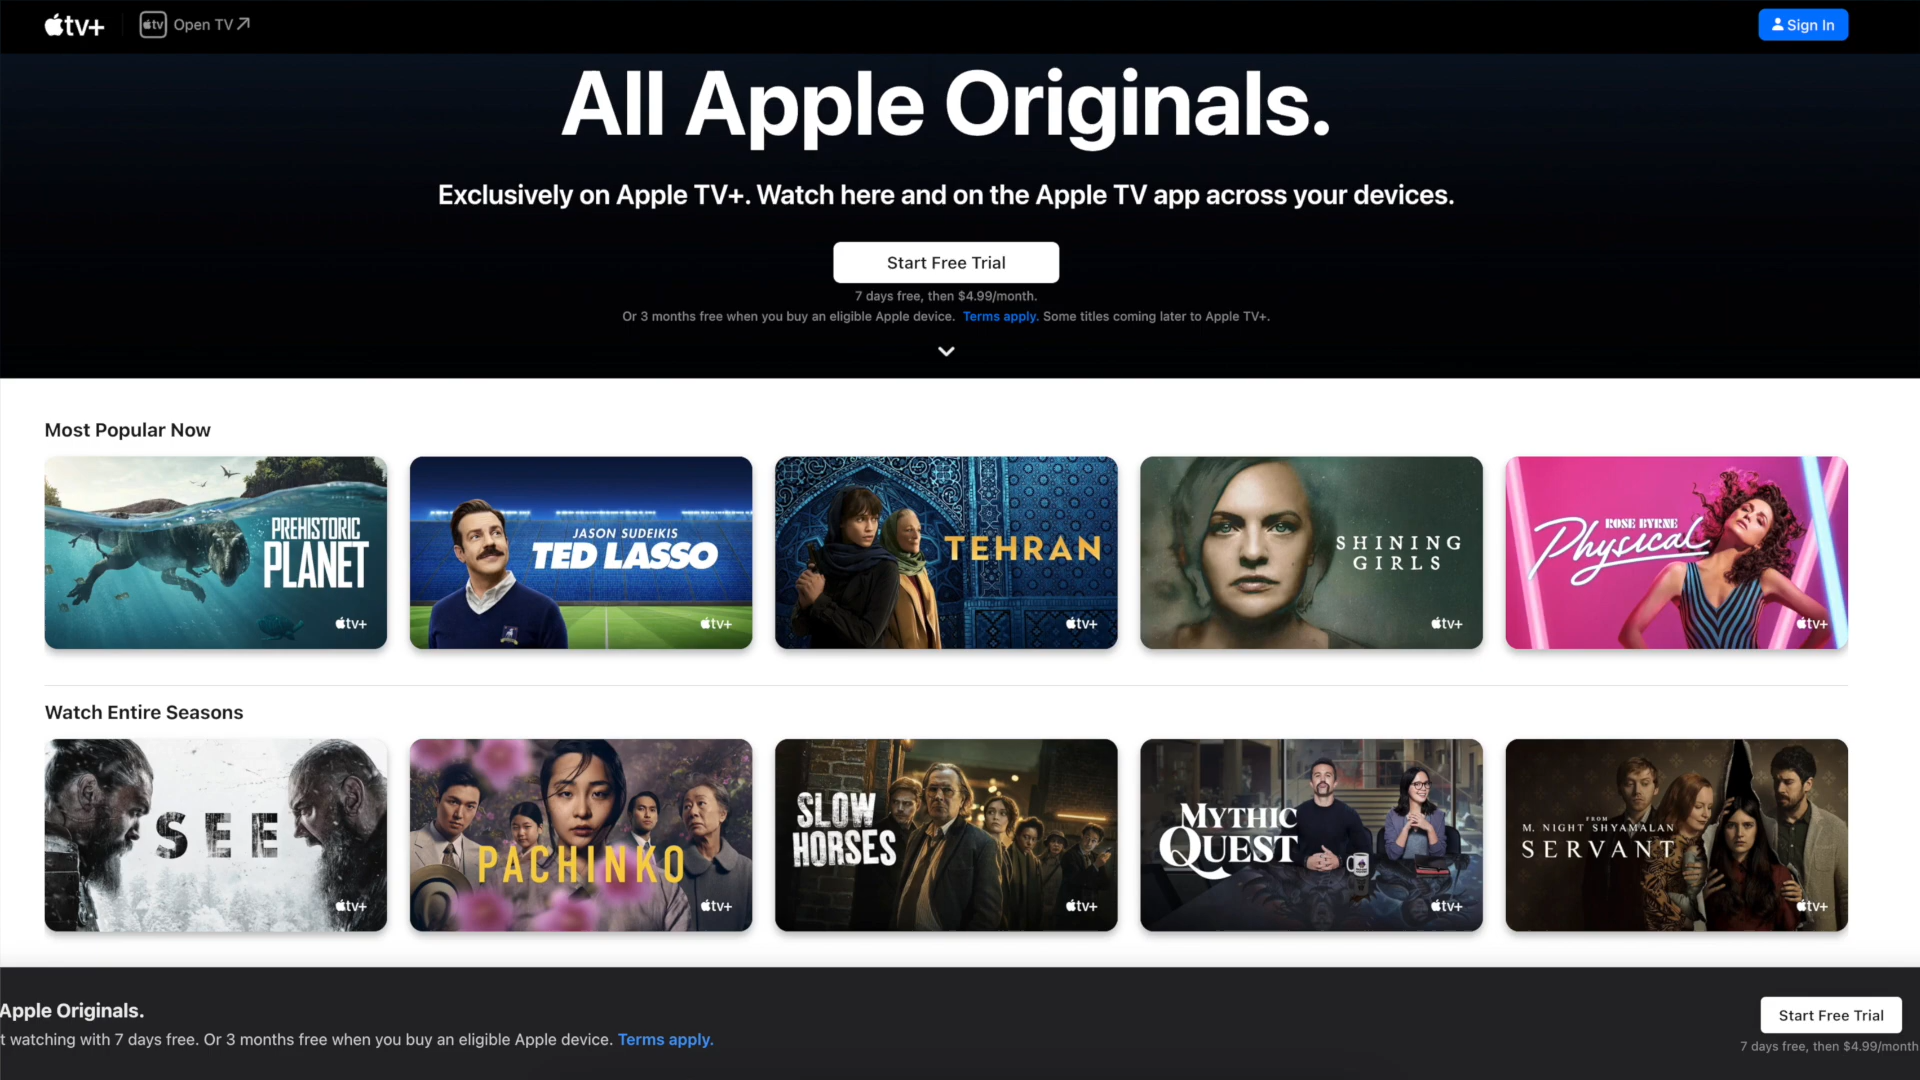 tv+
tv Open TV
Sign In
All Apple Originals.
Exclusively on Apple TV+. Watch here and on the Apple TV app across your devices.
Start Free Trial
7 days free, then $4.99/month.
Or 3 months free when you buy an eligible Apple device. Terms apply. Some titles coming later to Apple TV+.
Most Popular Now
PREHISTORIC
PLANET
tv+
JASON SUDEIKIS
TED LASSO
tv+
TEHRAN
tv+
SHINING
GIRLS
tv+
ROSE BYRNE
Physical
tv+
Watch Entire Seasons
SEE
tv+
PACHINKO
tv+
SLOW
HORSES
tv+
MYTHIC
QUEST
tv+
FROM
M. NIGHT SHYAMALAN
SERVANT
tv+
Apple Originals.
t watching with 7 days free. Or 3 months free when you buy an eligible Apple device. Terms apply.
Start Free Trial
7 days free, then $4.99/month